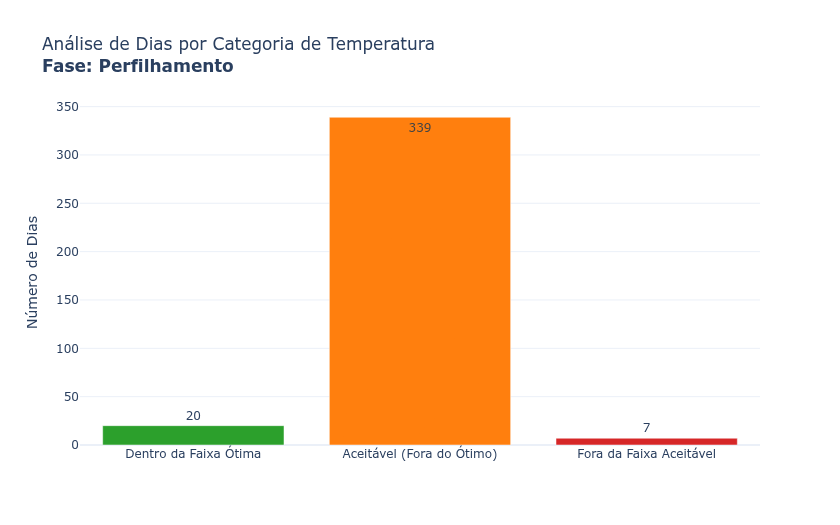 Análise de Dias por Categoria de Temperatura
Fase: Perfilhamento
Número de Dias
350
300
250
200
150
100
50
0
20
339
7
Dentro da Faixa Ótima
Aceitável (Fora do Ótimo)
Fora da Faixa Aceitável